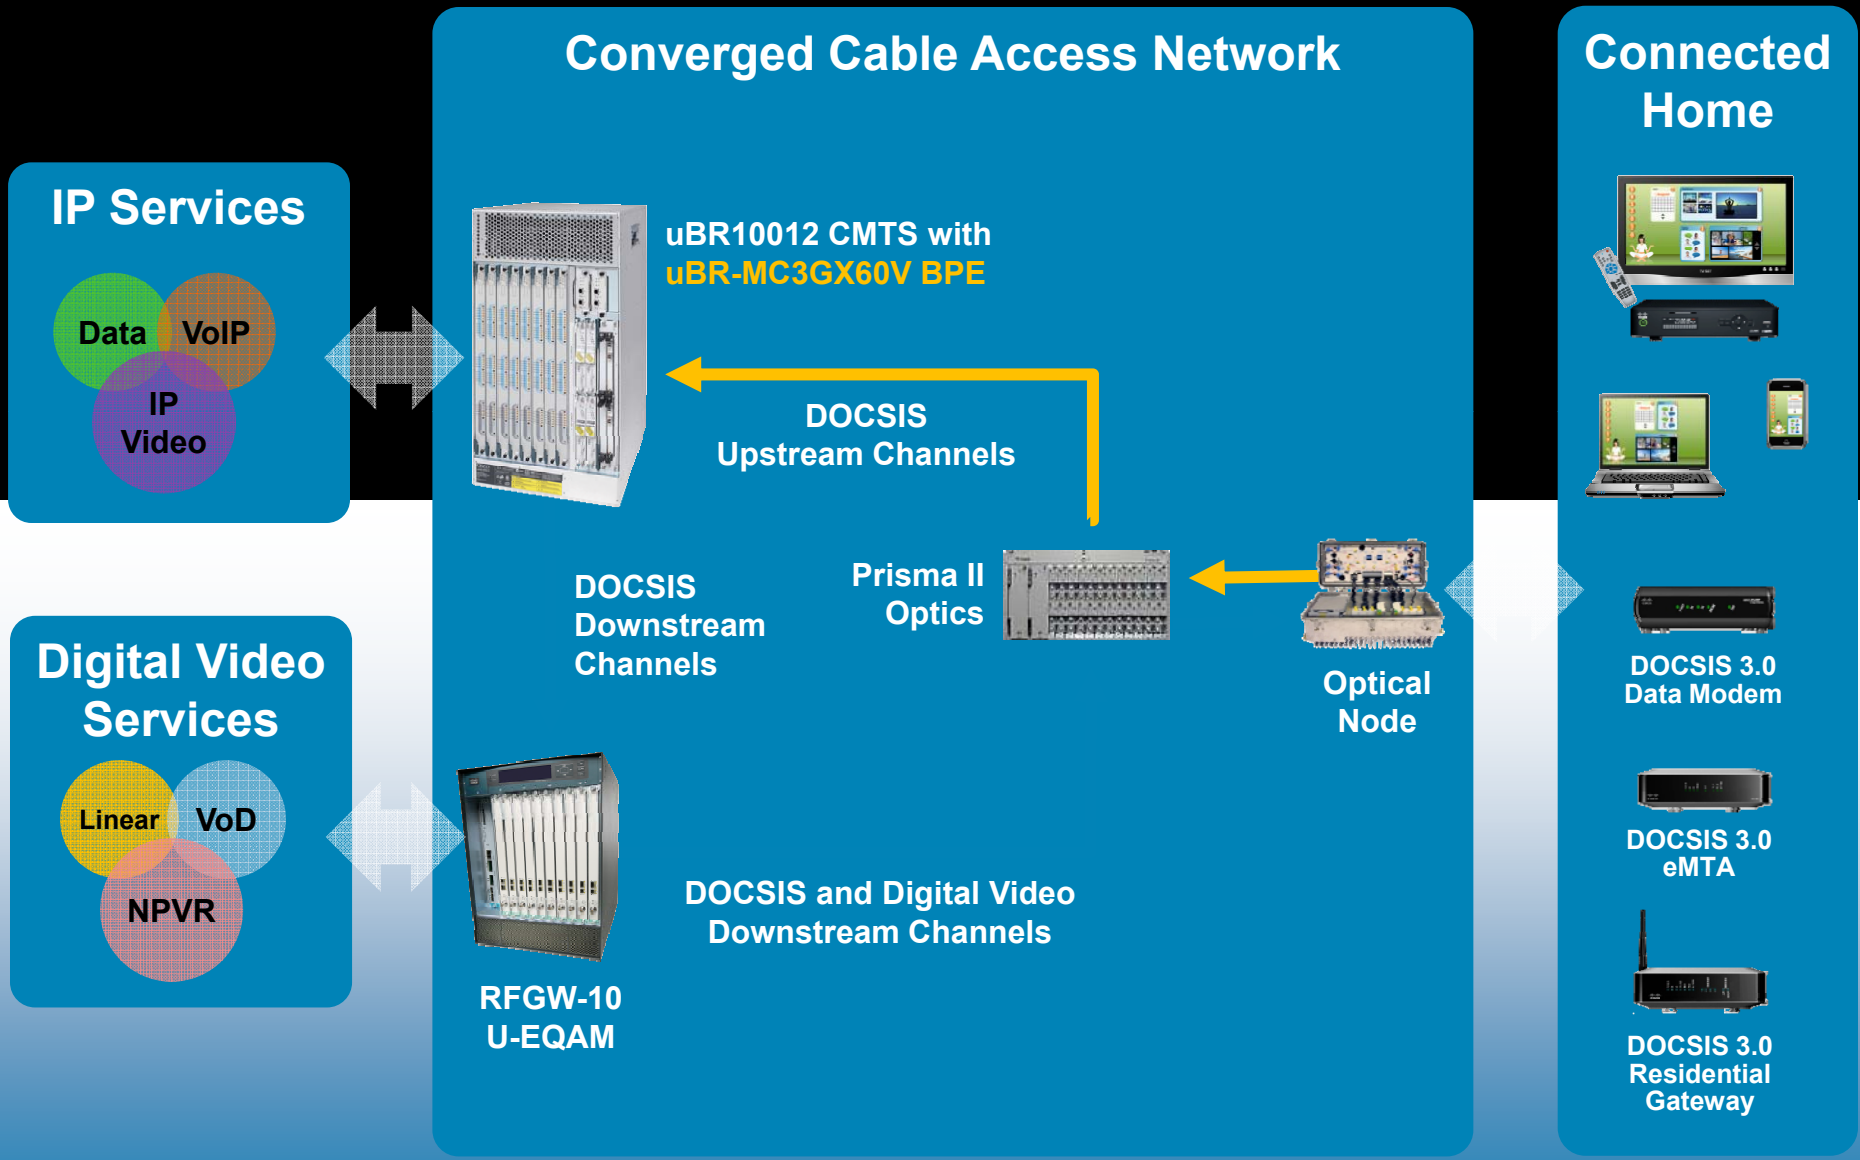 Converged Cable Access Network
Connected
Home
IP Services
Data
VoIP
IP
Video
uBR10012 CMTS with
uBR-MC3GX60V BPE
DOCSIS
Upstream Channels
DOCSIS
Downstream
Channels
Prisma II
Optics
Optical
Node
Digital Video
Services
Linear
VoD
NPVR
RFGW-10
U-EQAM
DOCSIS and Digital Video
Downstream Channels
DOCSIS 3.0
Data Modem
DOCSIS 3.0
eMTA
DOCSIS 3.0
Residential
Gateway